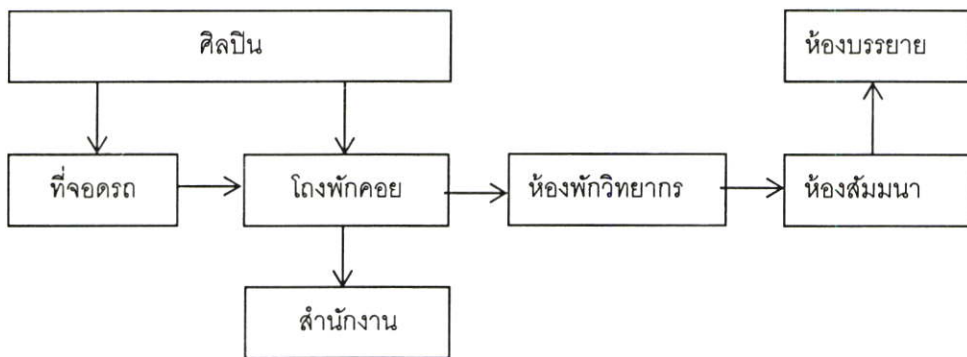 ศิลปิน
ห้องบรรยาย
ที่จอดรถ
โถงพักคอย
ห้องพักวิทยากร
ห้องสัมมนา
สำนักงาน